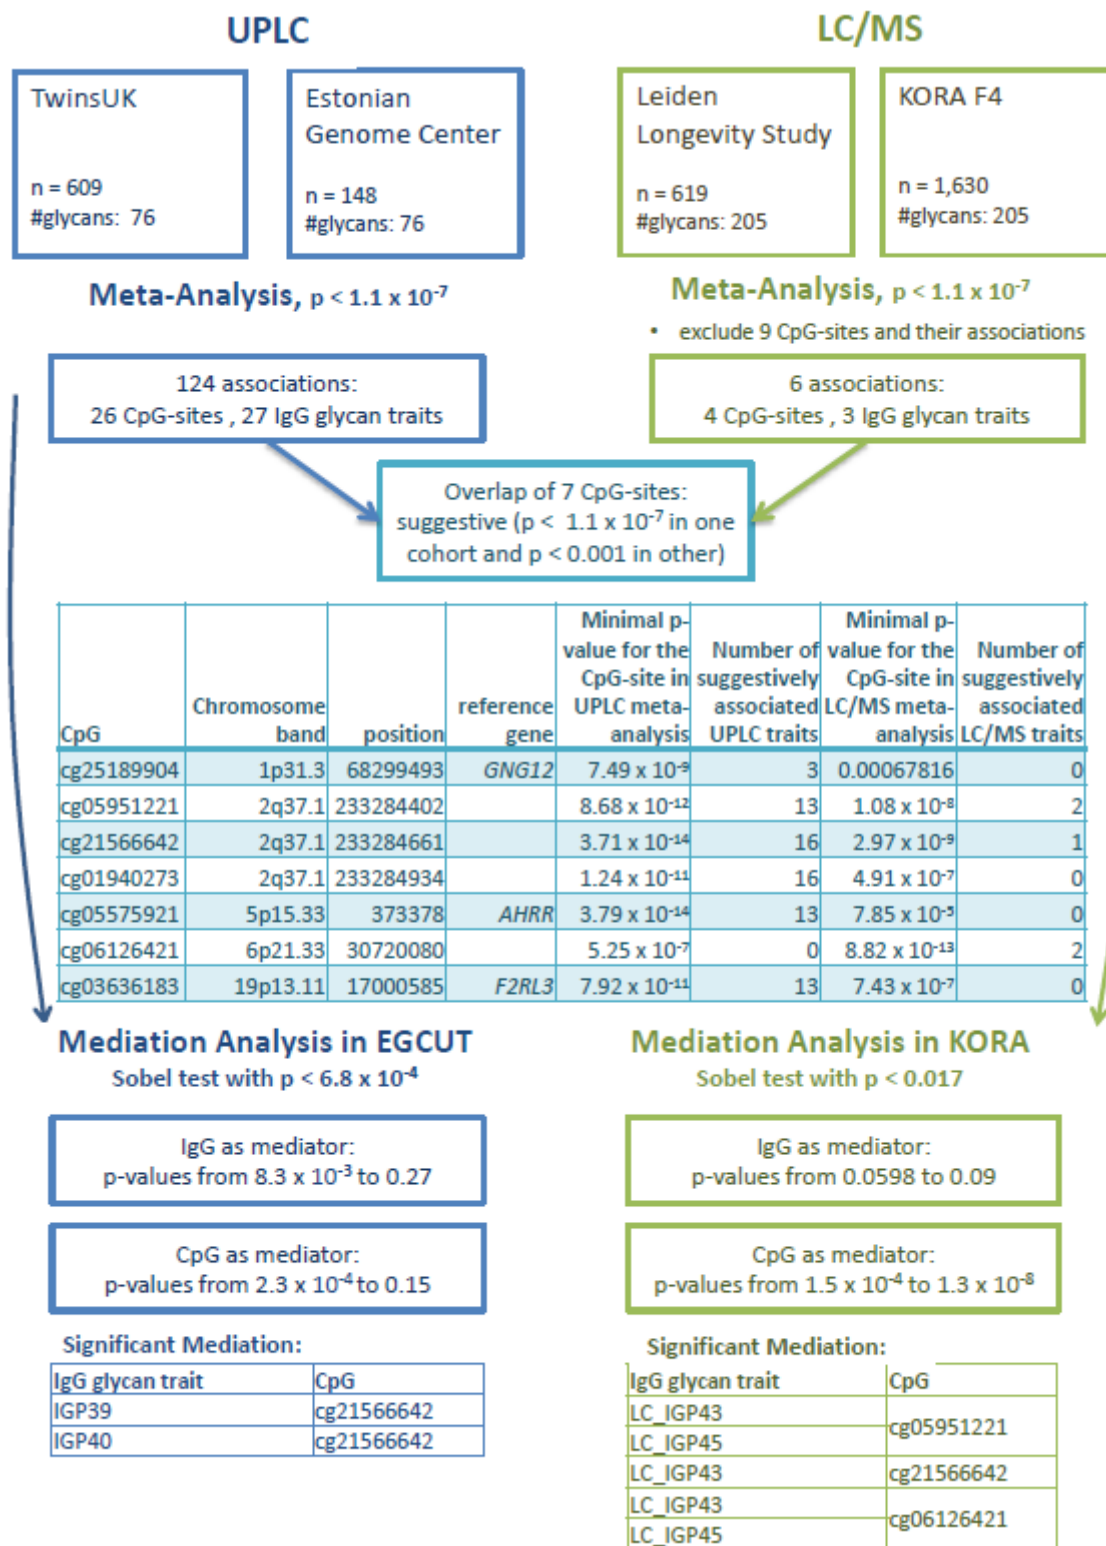 UPLC
LC/MS
TwinsUK
n = 609
#glycans: 76
Estonian
Genome Center
n = 148
#glycans: 76
Leiden
Longevity Study
n = 619
#glycans: 205
KORA F4
n = 1,630
#glycans: 205
Meta-Analysis, p < 1.1 x 10⁻⁷
Meta-Analysis, p < 1.1 x 10⁻⁷
• exclude 9 CpG-sites and their associations
124 associations:
26 CpG-sites , 27 IgG glycan traits
6 associations:
4 CpG-sites , 3 IgG glycan traits
Overlap of 7 CpG-sites:
suggestive (p < 1.1 x 10⁻⁷ in one
cohort and p < 0.001 in other)
CpG
Chromosome
band
position
reference
gene
Minimal p-
value for the
CpG-site in
UPLC meta-
analysis
Number of
suggestively
associated
UPLC traits
Minimal p-
value for the
CpG-site in
LC/MS meta-
analysis
Number of
suggestively
associated
LC/MS traits
cg25189904 1p31.3 68299493 GNG12 7.49 x 10⁻⁹ 3 0.00067816 0
cg05951221 2q37.1 233284402 8.68 x 10⁻¹² 13 1.08 x 10⁻⁸ 2
cg21566642 2q37.1 233284661 3.71 x 10⁻¹⁴ 16 2.97 x 10⁻⁹ 1
cg01940273 2q37.1 233284934 1.24 x 10⁻¹¹ 16 4.91 x 10⁻⁷ 0
cg05575921 5p15.33 373378 AHRR 3.79 x 10⁻¹⁴ 13 7.85 x 10⁻⁵ 0
cg06126421 6p21.33 30720080 5.25 x 10⁻⁷ 0 8.82 x 10⁻¹³ 2
cg03636183 19p13.11 17000585 F2RL3 7.92 x 10⁻¹¹ 13 7.43 x 10⁻⁷ 0
Mediation Analysis in EGCUT
Sobel test with p < 6.8 x 10⁻⁴
IgG as mediator:
p-values from 8.3 x 10⁻³ to 0.27
CpG as mediator:
p-values from 2.3 x 10⁻⁴ to 0.15
Significant Mediation:
IgG glycan trait CpG
IGP39 cg21566642
IGP40 cg21566642
Mediation Analysis in KORA
Sobel test with p < 0.017
IgG as mediator:
p-values from 0.0598 to 0.09
CpG as mediator:
p-values from 1.5 x 10⁻⁴ to 1.3 x 10⁻⁸
Significant Mediation:
IgG glycan trait CpG
LC_IGP43
cg05951221
LC_IGP45
LC_IGP43 cg21566642
LC_IGP43
cg06126421
LC_IGP45